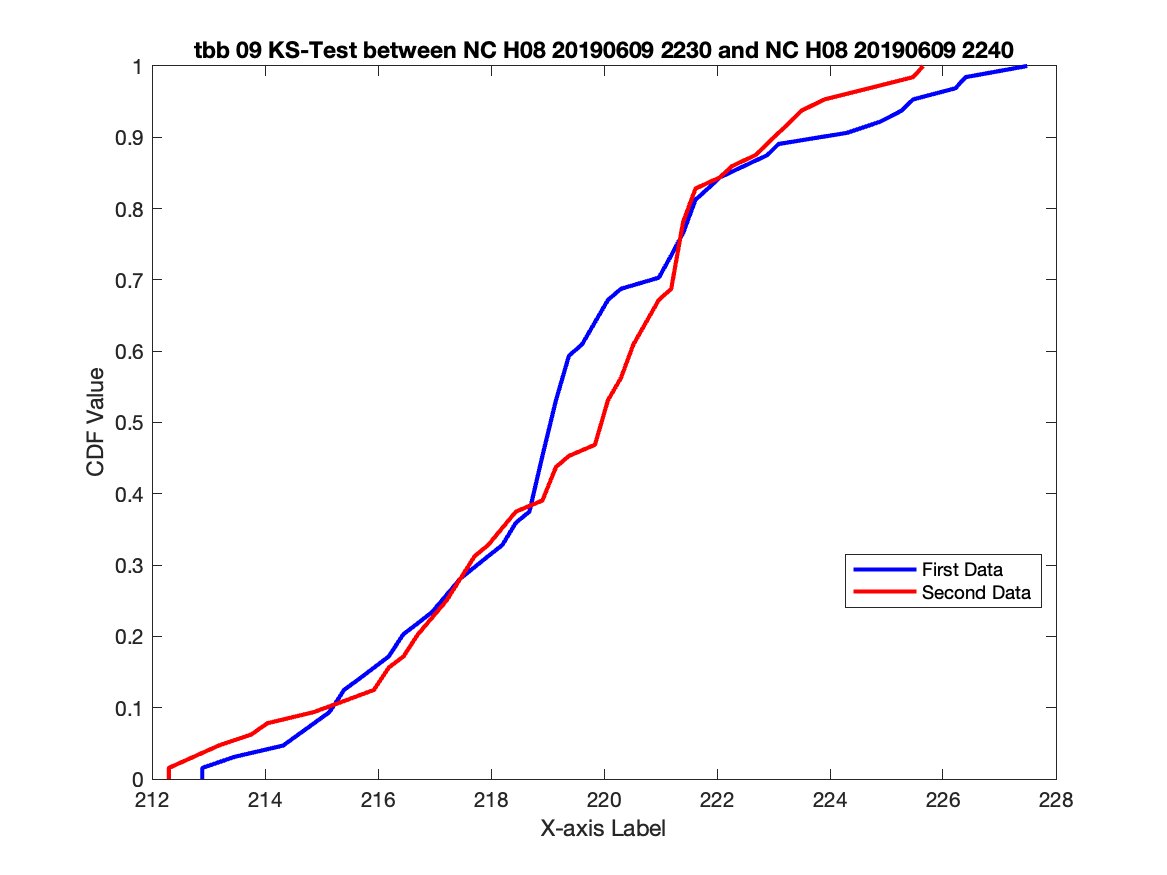 tbb 09 KS-Test between NC H08 20190609 2230 and NC H08 20190609 2240
1
0.9
0.8
0.7
0.6
0.5
0.4
0.3
0.2
0.1
0
CDF Value
First Data
Second Data
212 214 216 218 220 222 224 226 228
X-axis Label